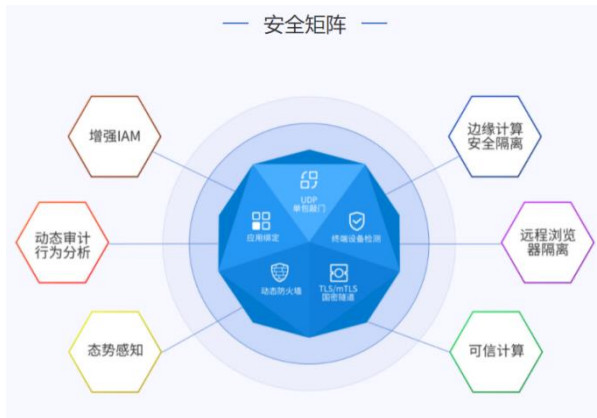 安全矩阵
增强IAM
边缘计算
安全隔离
UDP
单包敲门
应用绑定
终端设备检测
动态审计
行为分析
远程浏览
器隔离
动态防火墙
TLS/mTLS
国密隧道
态势感知
可信计算